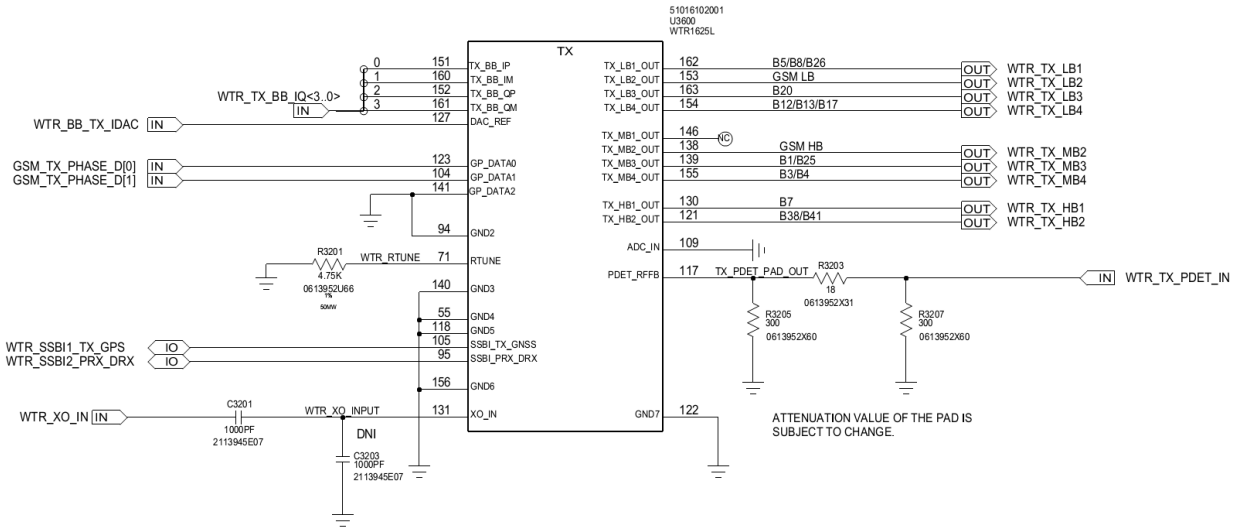 51016102001
U3600
WTR1625L
TX
0 151 TX_BB_IP
1 160 TX_BB_IM
2 152 TX_BB_QP
3 161 TX_BB_QM
WTR_TX_BB_IQ<3..0>
IN
WTR_BB_TX_IDAC IN 127 DAC_REF
GSM_TX_PHASE_D[0] IN 123 GP_DATA0
GSM_TX_PHASE_D[1] IN 104 GP_DATA1
141 GP_DATA2
94 GND2
R3201
WTR_RTUNE 71 RTUNE
4.75K
0613952U66
1%
50MW
140 GND3
55 GND4
118 GND5
WTR_SSBI1_TX_GPS IO 105 SSBI_TX_GNSS
WTR_SSBI2_PRX_DRX IO 95 SSBI_PRX_DRX
156 GND6
WTR_XO_IN IN
C3201
1000PF
2113945E07
WTR_XO_INPUT 131 XO_IN
DNI
C3203
1000PF
2113945E07
TX_LB1_OUT 162 B5/B8/B26 OUT WTR_TX_LB1
TX_LB2_OUT 153 GSM LB OUT WTR_TX_LB2
TX_LB3_OUT 163 B20 OUT WTR_TX_LB3
TX_LB4_OUT 154 B12/B13/B17 OUT WTR_TX_LB4
TX_MB1_OUT 146 NC
TX_MB2_OUT 138 GSM HB OUT WTR_TX_MB2
TX_MB3_OUT 139 B1/B25 OUT WTR_TX_MB3
TX_MB4_OUT 155 B3/B4 OUT WTR_TX_MB4
TX_HB1_OUT 130 B7 OUT WTR_TX_HB1
TX_HB2_OUT 121 B38/B41 OUT WTR_TX_HB2
ADC_IN 109
PDET_RFFB 117 TX_PDET_PAD_OUT
R3203
18
0613952X31
IN WTR_TX_PDET_IN
R3205
300
0613952X60
R3207
300
0613952X60
GND7 122
ATTENUATION VALUE OF THE PAD IS
SUBJECT TO CHANGE.